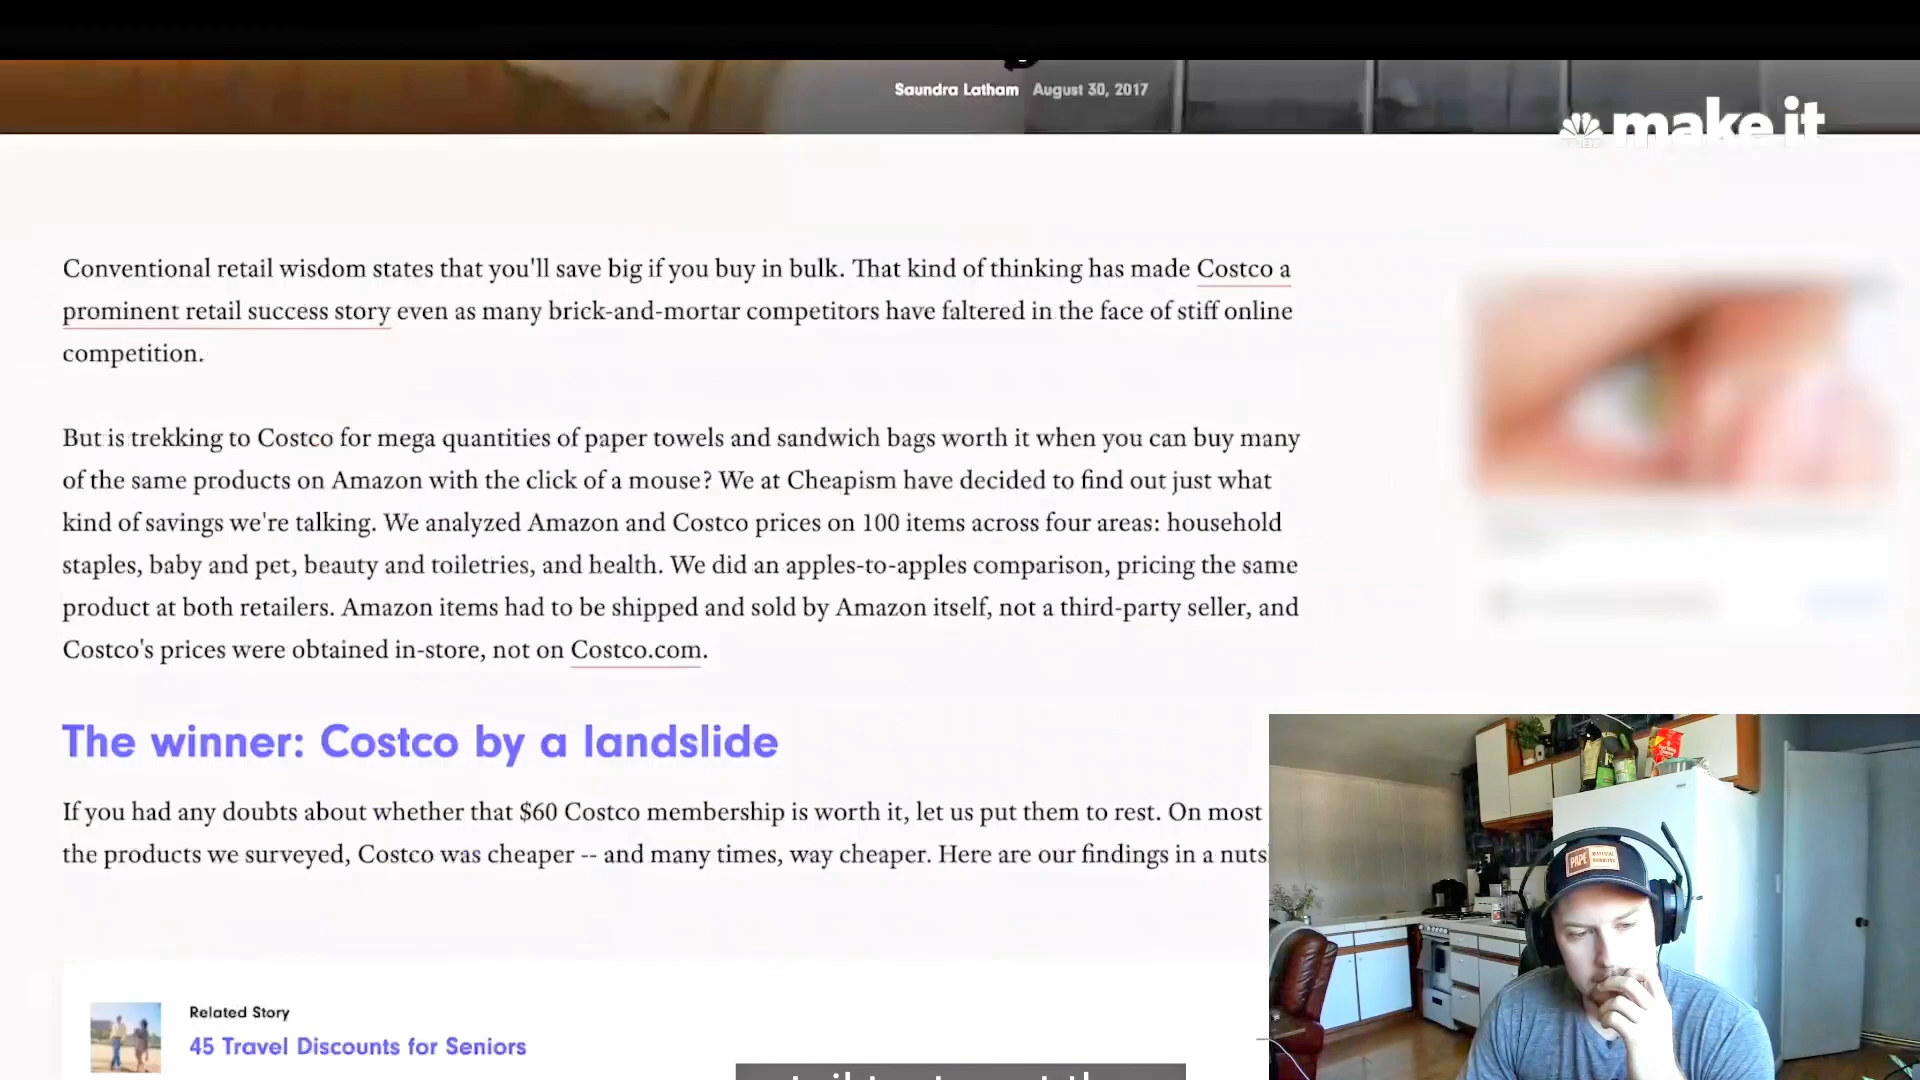 Saundra Latham August 30, 2017
make it
Conventional retail wisdom states that you'll save big if you buy in bulk. That kind of thinking has made Costco a
prominent retail success story even as many brick-and-mortar competitors have faltered in the face of stiff online
competition.
But is trekking to Costco for mega quantities of paper towels and sandwich bags worth it when you can buy many
of the same products on Amazon with the click of a mouse? We at Cheapism have decided to find out just what
kind of savings we're talking. We analyzed Amazon and Costco prices on 100 items across four areas: household
staples, baby and pet, beauty and toiletries, and health. We did an apples-to-apples comparison, pricing the same
product at both retailers. Amazon items had to be shipped and sold by Amazon itself, not a third-party seller, and
Costco's prices were obtained in-store, not on Costco.com.
The winner: Costco by a landslide
If you had any doubts about whether that $60 Costco membership is worth it, let us put them to rest. On most
the products we surveyed, Costco was cheaper -- and many times, way cheaper. Here are our findings in a nuts
Related Story
45 Travel Discounts for Seniors
PAPE